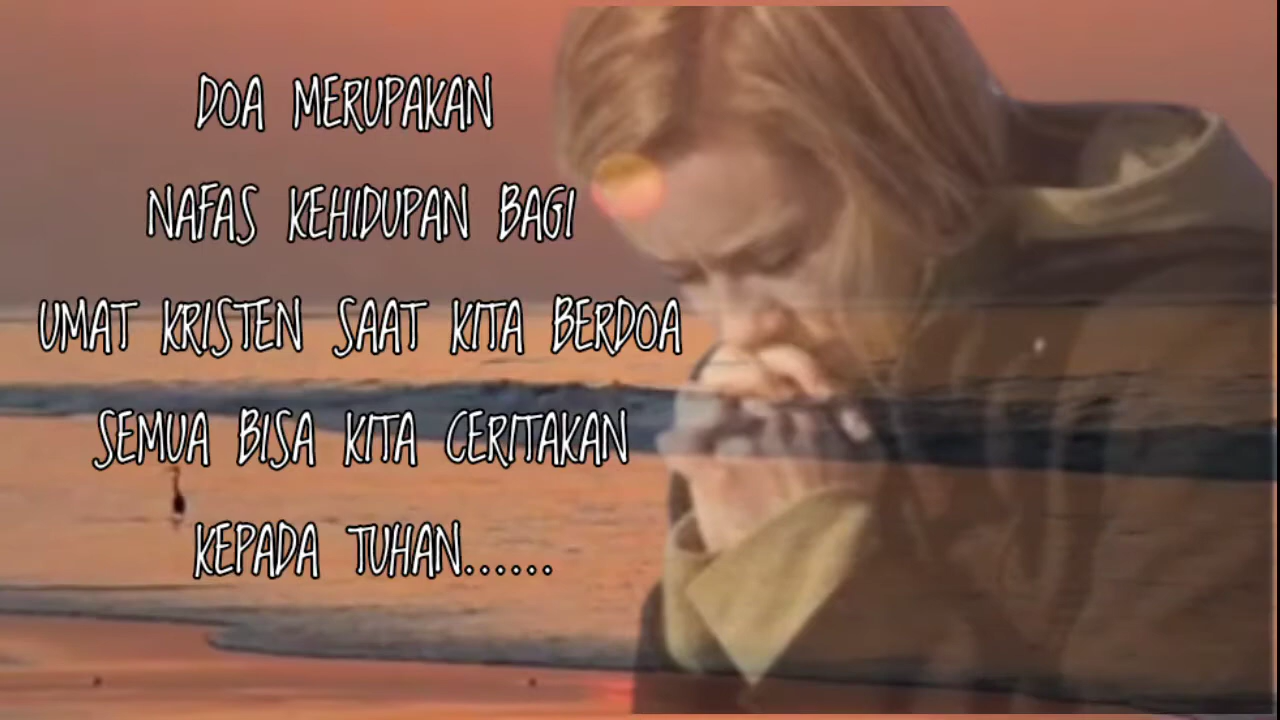 DOA MERUPAKAN
NAFAS KEHIDUPAN BAGI
UMAT KRISTEN SAAT KITA BERDOA
SEMUA BISA KITA CERITAKAN
KEPADA TUHAN......